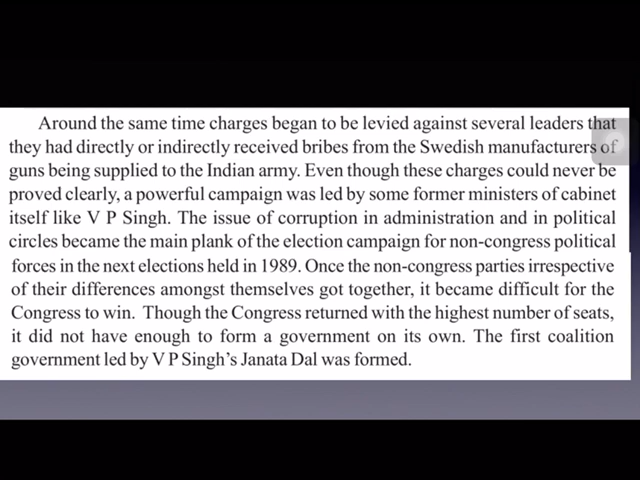 Around the same time charges began to be levied against several leaders that
they had directly or indirectly received bribes from the Swedish manufacturers of
guns being supplied to the Indian army. Even though these charges could never be
proved clearly, a powerful campaign was led by some former ministers of cabinet
itself like V P Singh. The issue of corruption in administration and in political
circles became the main plank of the election campaign for non-congress political
forces in the next elections held in 1989. Once the non-congress parties irrespective
of their differences amongst themselves got together, it became difficult for the
Congress to win. Though the Congress returned with the highest number of seats,
it did not have enough to form a government on its own. The first coalition
government led by V P Singh's Janata Dal was formed.